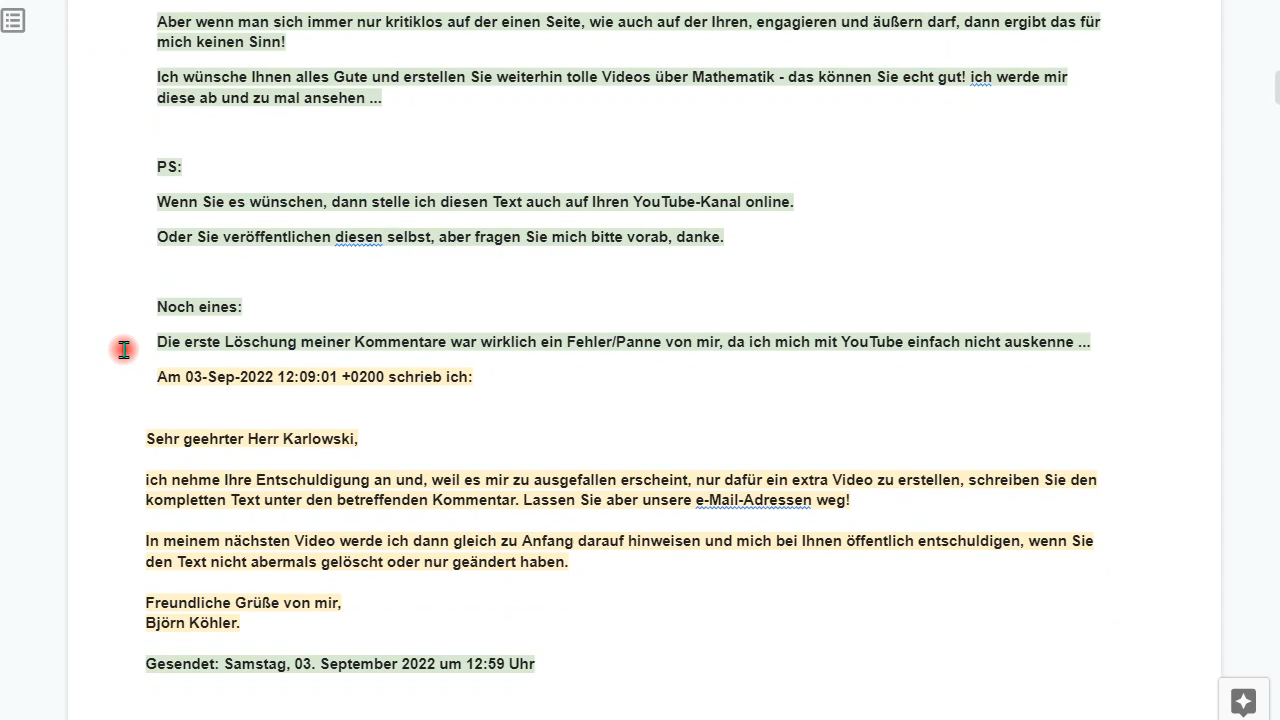 Aber wenn man sich immer nur kritiklos auf der einen Seite, wie auch auf der Ihren, engagieren und äußern darf, dann ergibt das für
mich keinen Sinn!
Ich wünsche Ihnen alles Gute und erstellen Sie weiterhin tolle Videos über Mathematik - das können Sie echt gut! ich werde mir
diese ab und zu mal ansehen ...
PS:
Wenn Sie es wünschen, dann stelle ich diesen Text auch auf Ihren YouTube-Kanal online.
Oder Sie veröffentlichen diesen selbst, aber fragen Sie mich bitte vorab, danke.
Noch eines:
Die erste Löschung meiner Kommentare war wirklich ein Fehler/Panne von mir, da ich mich mit YouTube einfach nicht auskenne ...
Am 03-Sep-2022 12:09:01 +0200 schrieb ich:
Sehr geehrter Herr Karlowski,
ich nehme Ihre Entschuldigung an und, weil es mir zu ausgefallen erscheint, nur dafür ein extra Video zu erstellen, schreiben Sie den
kompletten Text unter den betreffenden Kommentar. Lassen Sie aber unsere e-Mail-Adressen weg!
In meinem nächsten Video werde ich dann gleich zu Anfang darauf hinweisen und mich bei Ihnen öffentlich entschuldigen, wenn Sie
den Text nicht abermals gelöscht oder nur geändert haben.
Freundliche Grüße von mir,
Björn Köhler.
Gesendet: Samstag, 03. September 2022 um 12:59 Uhr